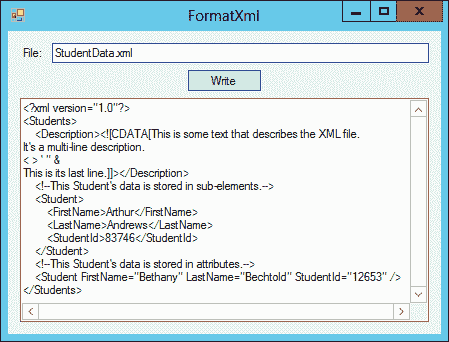 FormatXml
File: StudentData.xml
Write
<?xml version="1.0"?>
<Students>
    <Description><![CDATA[This is some text that describes the XML file.
It's a multi-line description.
< > ' " &
This is its last line.]]></Description>
    <!--This Student's data is stored in sub-elements.-->
    <Student>
        <FirstName>Arthur</FirstName>
        <LastName>Andrews</LastName>
        <StudentId>83746</StudentId>
    </Student>
    <!--This Student's data is stored in attributes.-->
    <Student FirstName="Bethany" LastName="Bechtold" StudentId="12653" />
</Students>